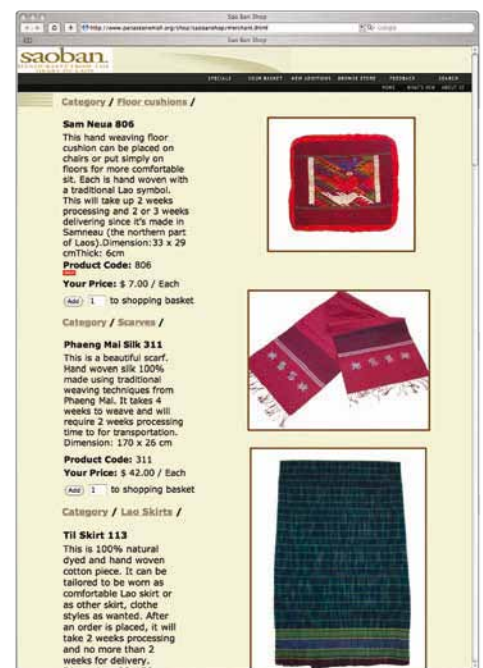 Sao Ban Shop
Sao Ban Shop
saoban.
SPECIALS YOUR BASKET NEW ADDITIONS BROWSE STORE FEEDBACK SEARCH
HOME WHAT'S NEW ABOUT US
Category / Floor cushions /
Sam Neua 806
This hand weaving floor
cushion can be placed on
chairs or put simply on
floors for more comfortable
sit. Each is hand woven with
a traditional Lao symbol.
This will take up 2 weeks
processing and 2 or 3 weeks
delivering since it's made in
Samneau (the northern part
of Laos).Dimension:33 x 29
cmThick: 6cm
Product Code: 806
Your Price: $ 7.00 / Each
Add 1 to shopping basket
Category / Scarves /
Phaeng Mai Silk 311
This is a beautiful scarf.
Hand woven silk 100%
made using traditional
weaving techniques from
Phaeng Mai. It takes 4
weeks to weave and will
require 2 weeks processing
time to for transportation.
Dimension: 170 x 26 cm
Product Code: 311
Your Price: $ 42.00 / Each
Add 1 to shopping basket
Category / Lao Skirts /
Til Skirt 113
This is 100% natural
dyed and hand woven
cotton piece. It can be
tailored to be worn as
comfortable Lao skirt or
as other skirt, clothe
styles as wanted. After
an order is placed, it will
take 2 weeks processing
and no more than 2
weeks for delivery.